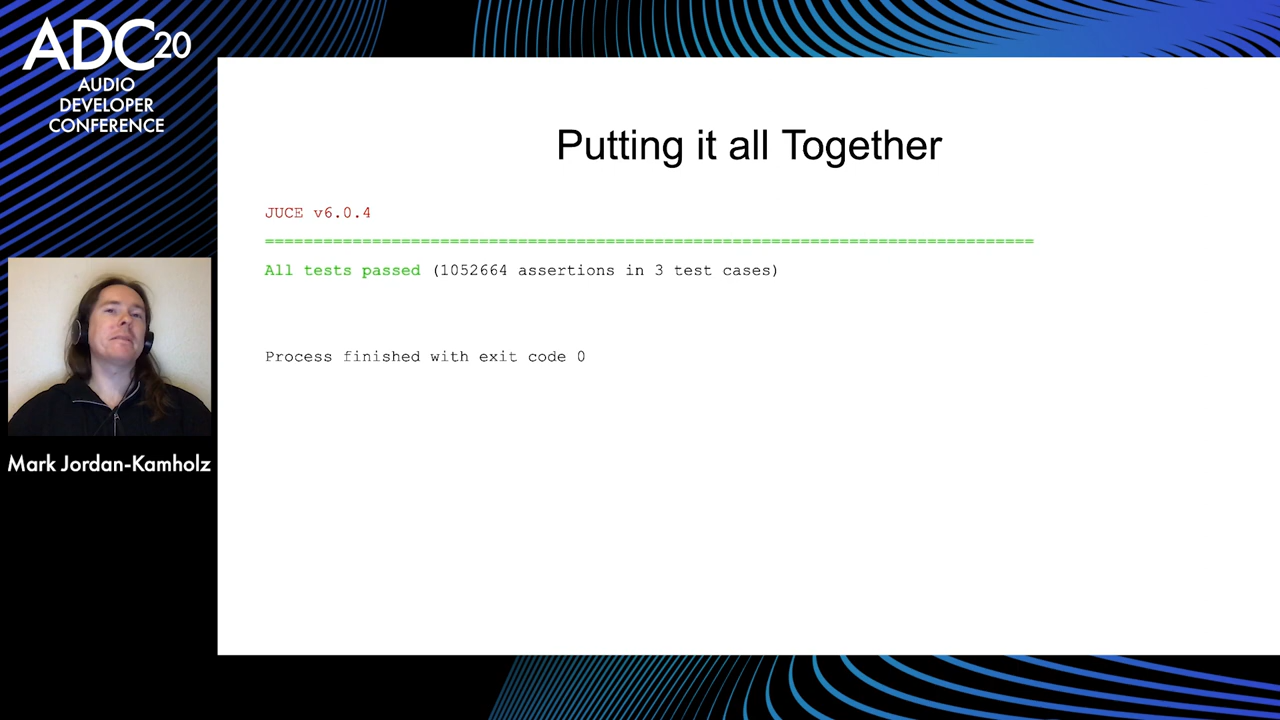 ADC20
AUDIO
DEVELOPER
CONFERENCE
Putting it all Together
JUCE v6.0.4
===============================================================================
All tests passed (1052664 assertions in 3 test cases)
Process finished with exit code 0
Mark Jordan-Kamholz